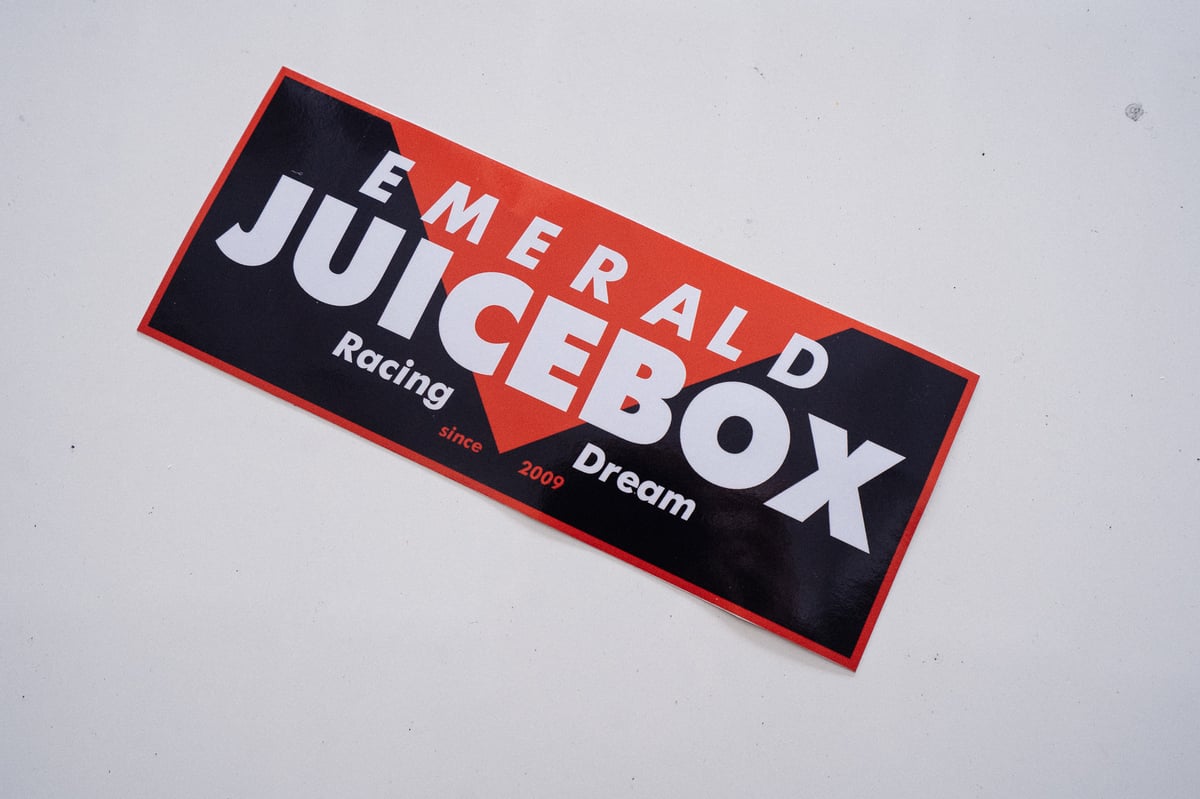 EMERALD
JUICEBOX
Racing Dream
since 2009